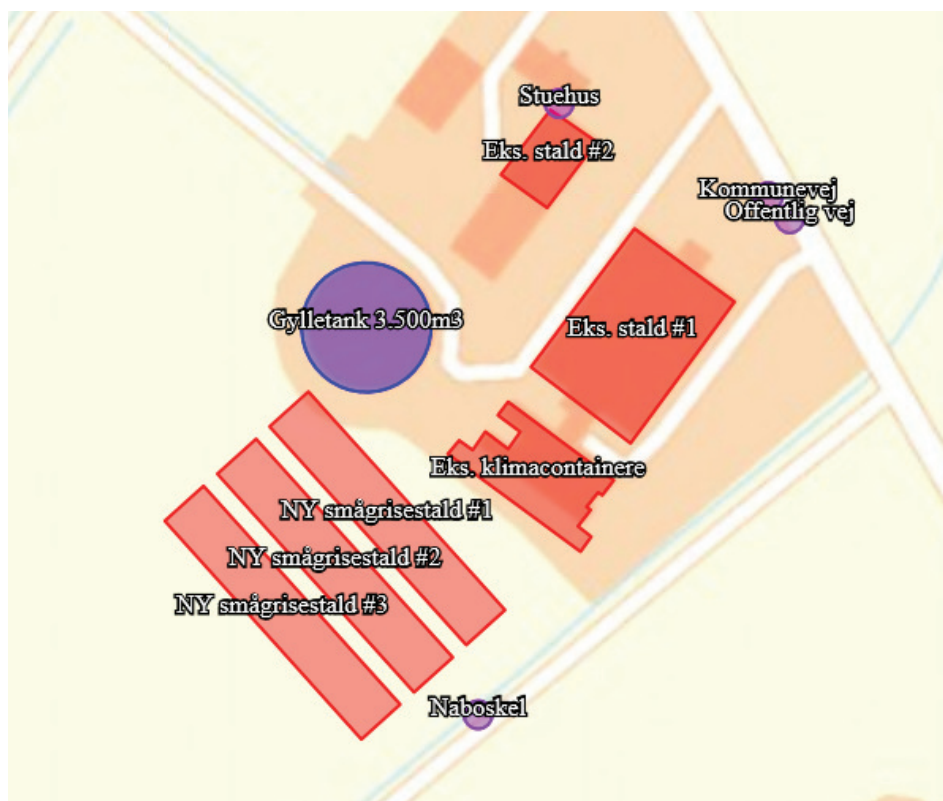 Stuehus
Eks. stald #2
Kommunevej
Offentlig vej
Gylletank 3.500m3
Eks. stald #1
Eks. klimacontainere
NY smågrisestald #1
NY smågrisestald #2
NY smågrisestald #3
Naboskel